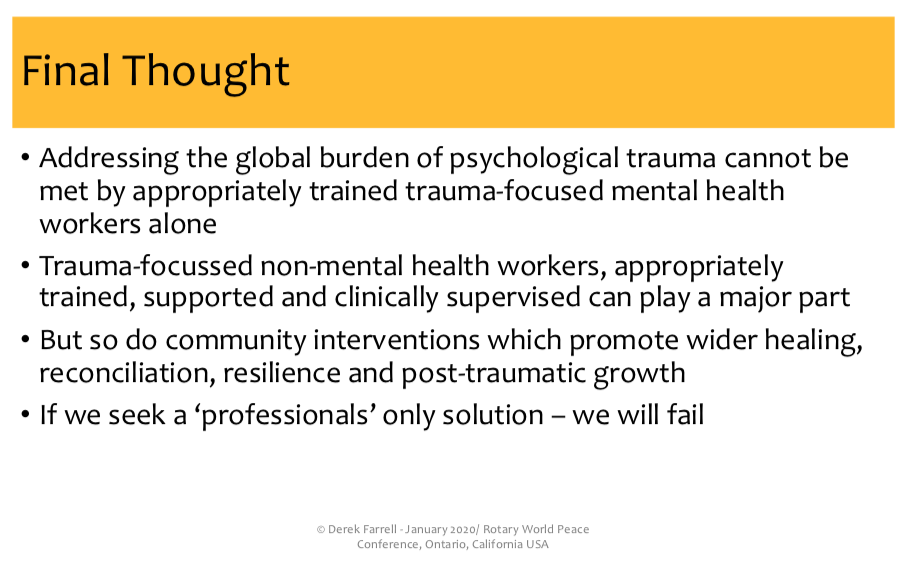 Final Thought
• Addressing the global burden of psychological trauma cannot be
met by appropriately trained trauma-focused mental health
workers alone
• Trauma-focussed non-mental health workers, appropriately
trained, supported and clinically supervised can play a major part
• But so do community interventions which promote wider healing,
reconciliation, resilience and post-traumatic growth
• If we seek a ‘professionals’ only solution – we will fail
© Derek Farrell - January 2020/ Rotary World Peace
Conference, Ontario, California USA